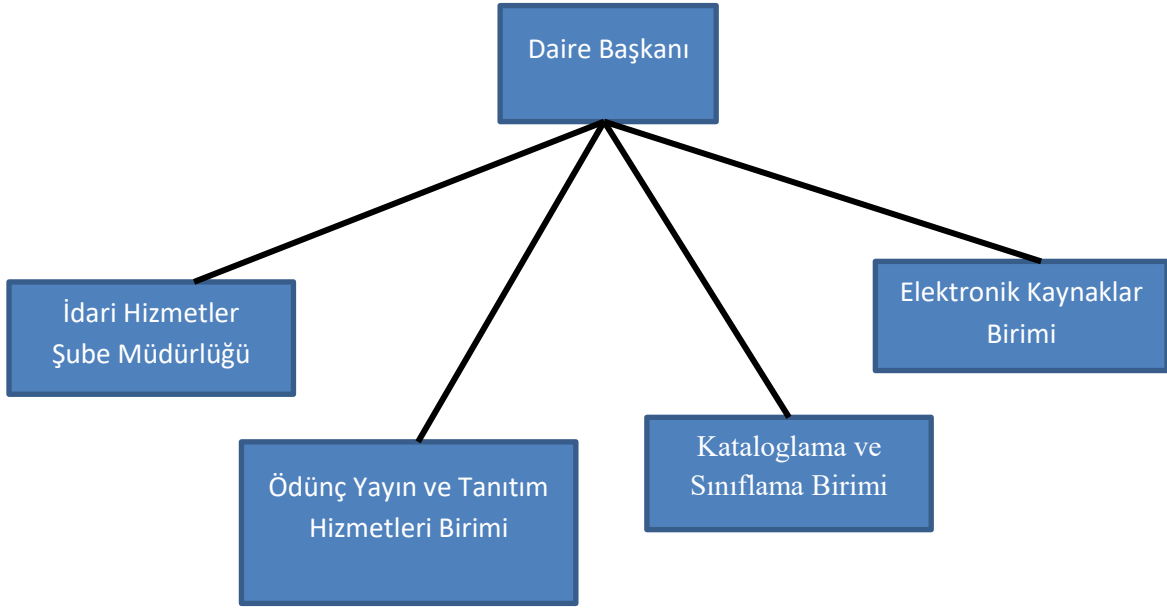 Daire Başkanı
İdari Hizmetler
Şube Müdürlüğü
Ödünç Yayın ve Tanıtım
Hizmetleri Birimi
Kataloglama ve
Sınıflama Birimi
Elektronik Kaynaklar
Birimi